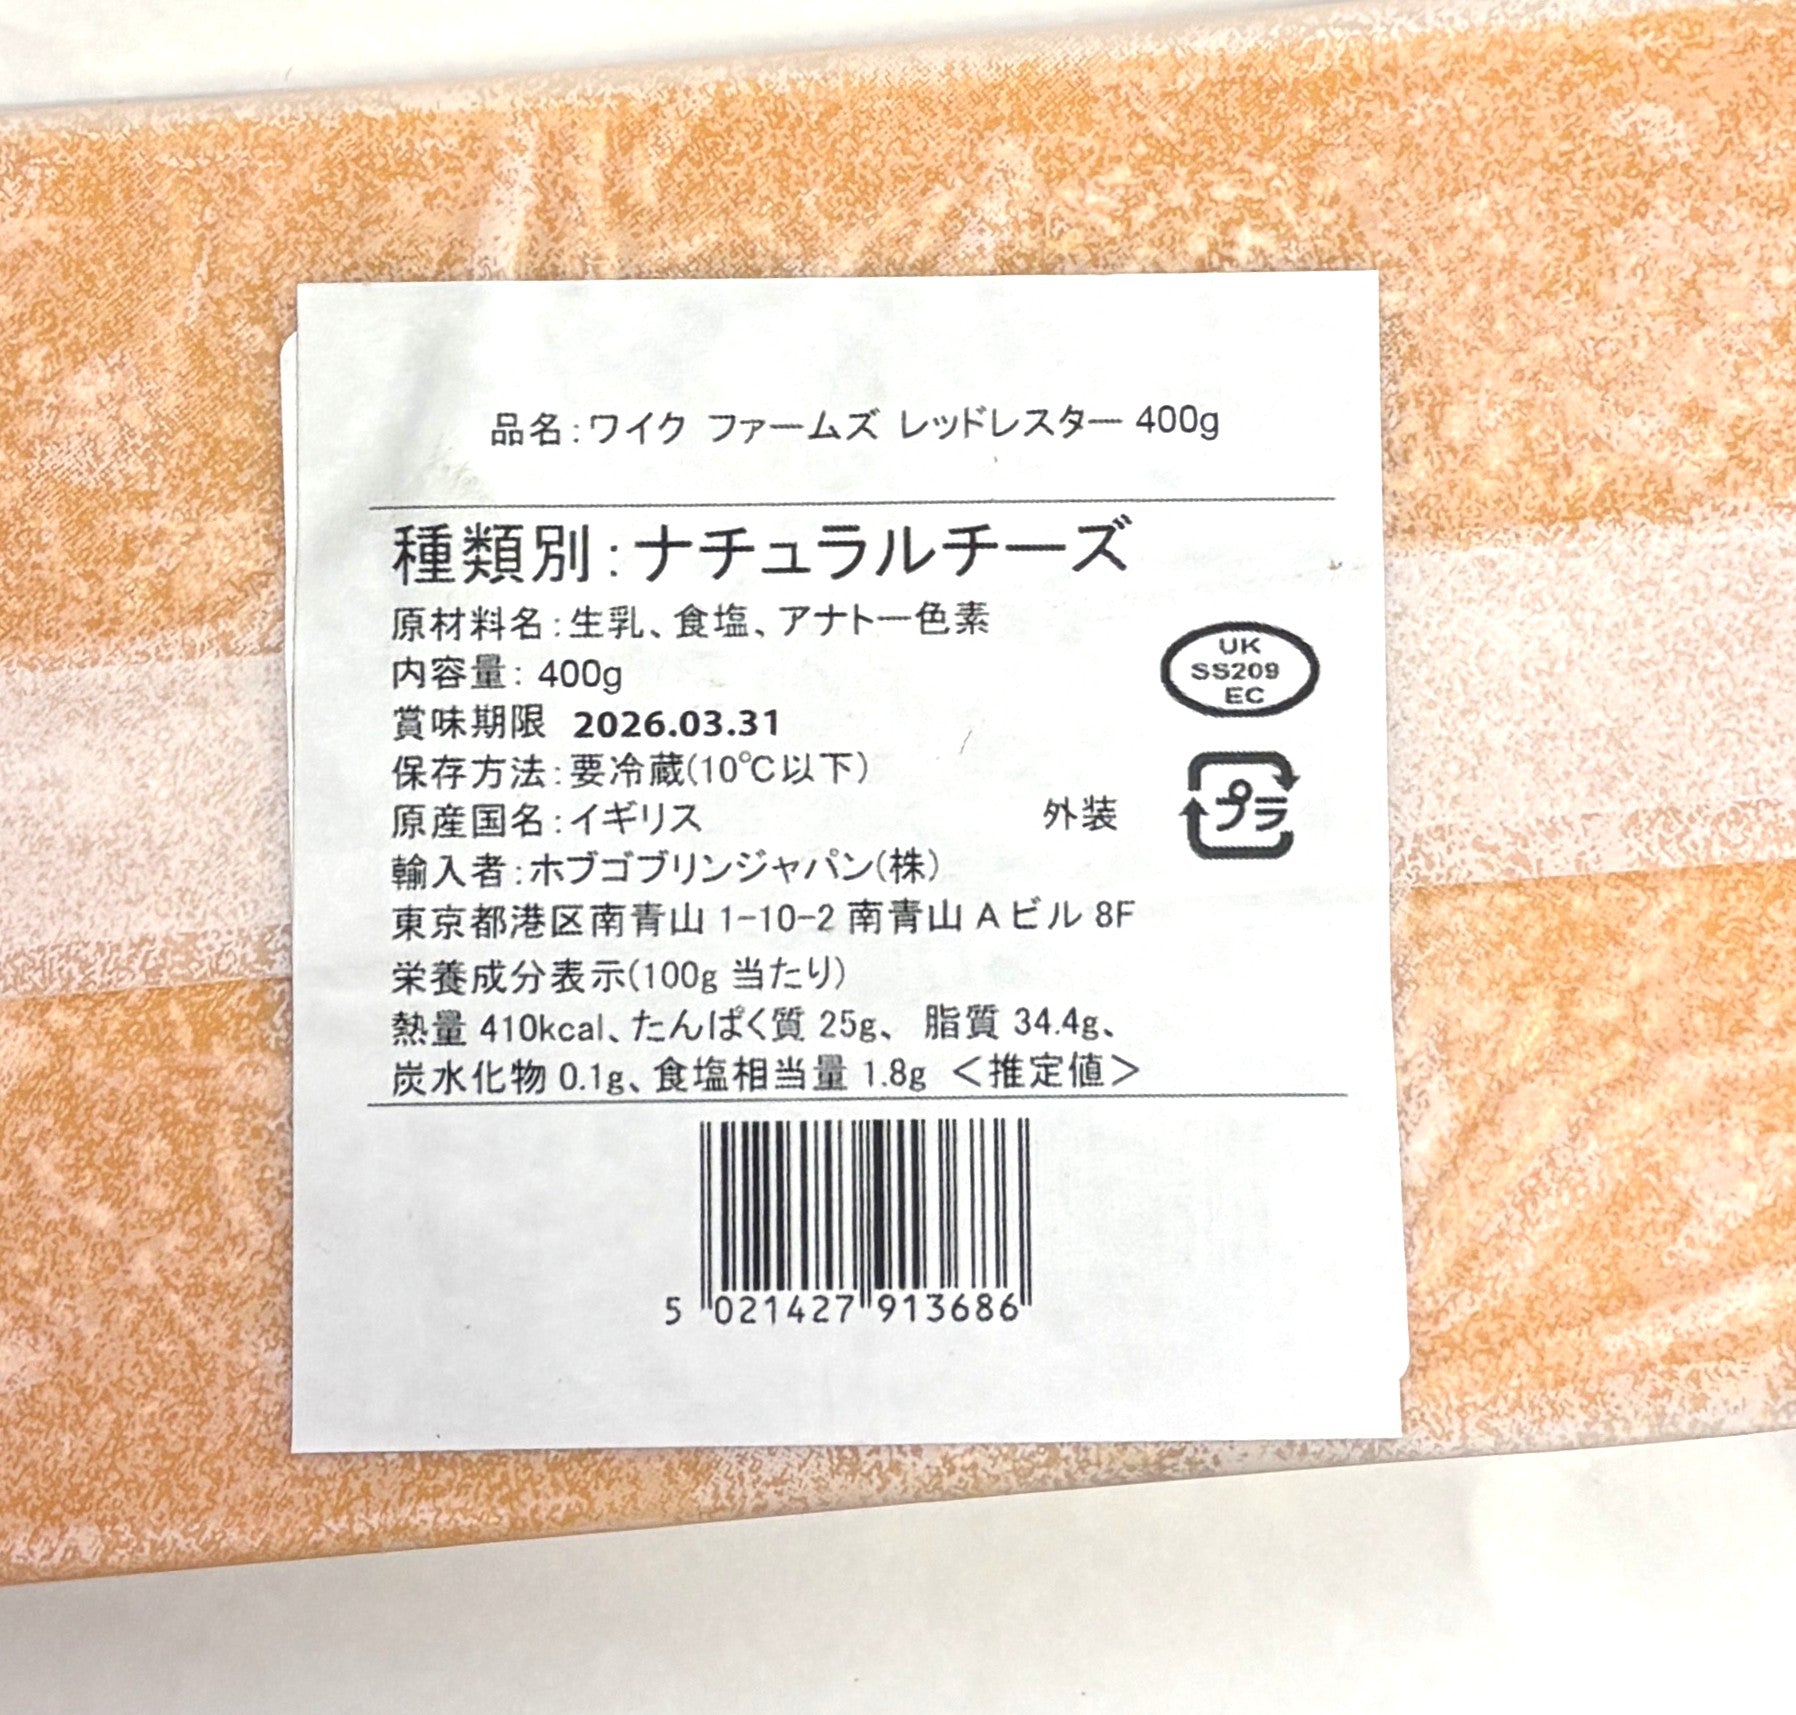 品名:ワイク ファームズ レッドレスター 400g
種類別:ナチュラルチーズ
原材料名:生乳、食塩、アナトー色素
内容量: 400g
賞味期限 2026.03.31
保存方法:要冷蔵(10℃以下)
原産国名:イギリス
輸入者:ホブゴブリンジャパン(株)
東京都港区南青山 1-10-2 南青山 A ビル 8F
栄養成分表示(100g 当たり)
熱量 410kcal、たんぱく質 25g、 脂質 34.4g、
炭水化物 0.1g、食塩相当量 1.8g <推定値>
UK
SS209
EC
外装 プラ
5 021427 913686